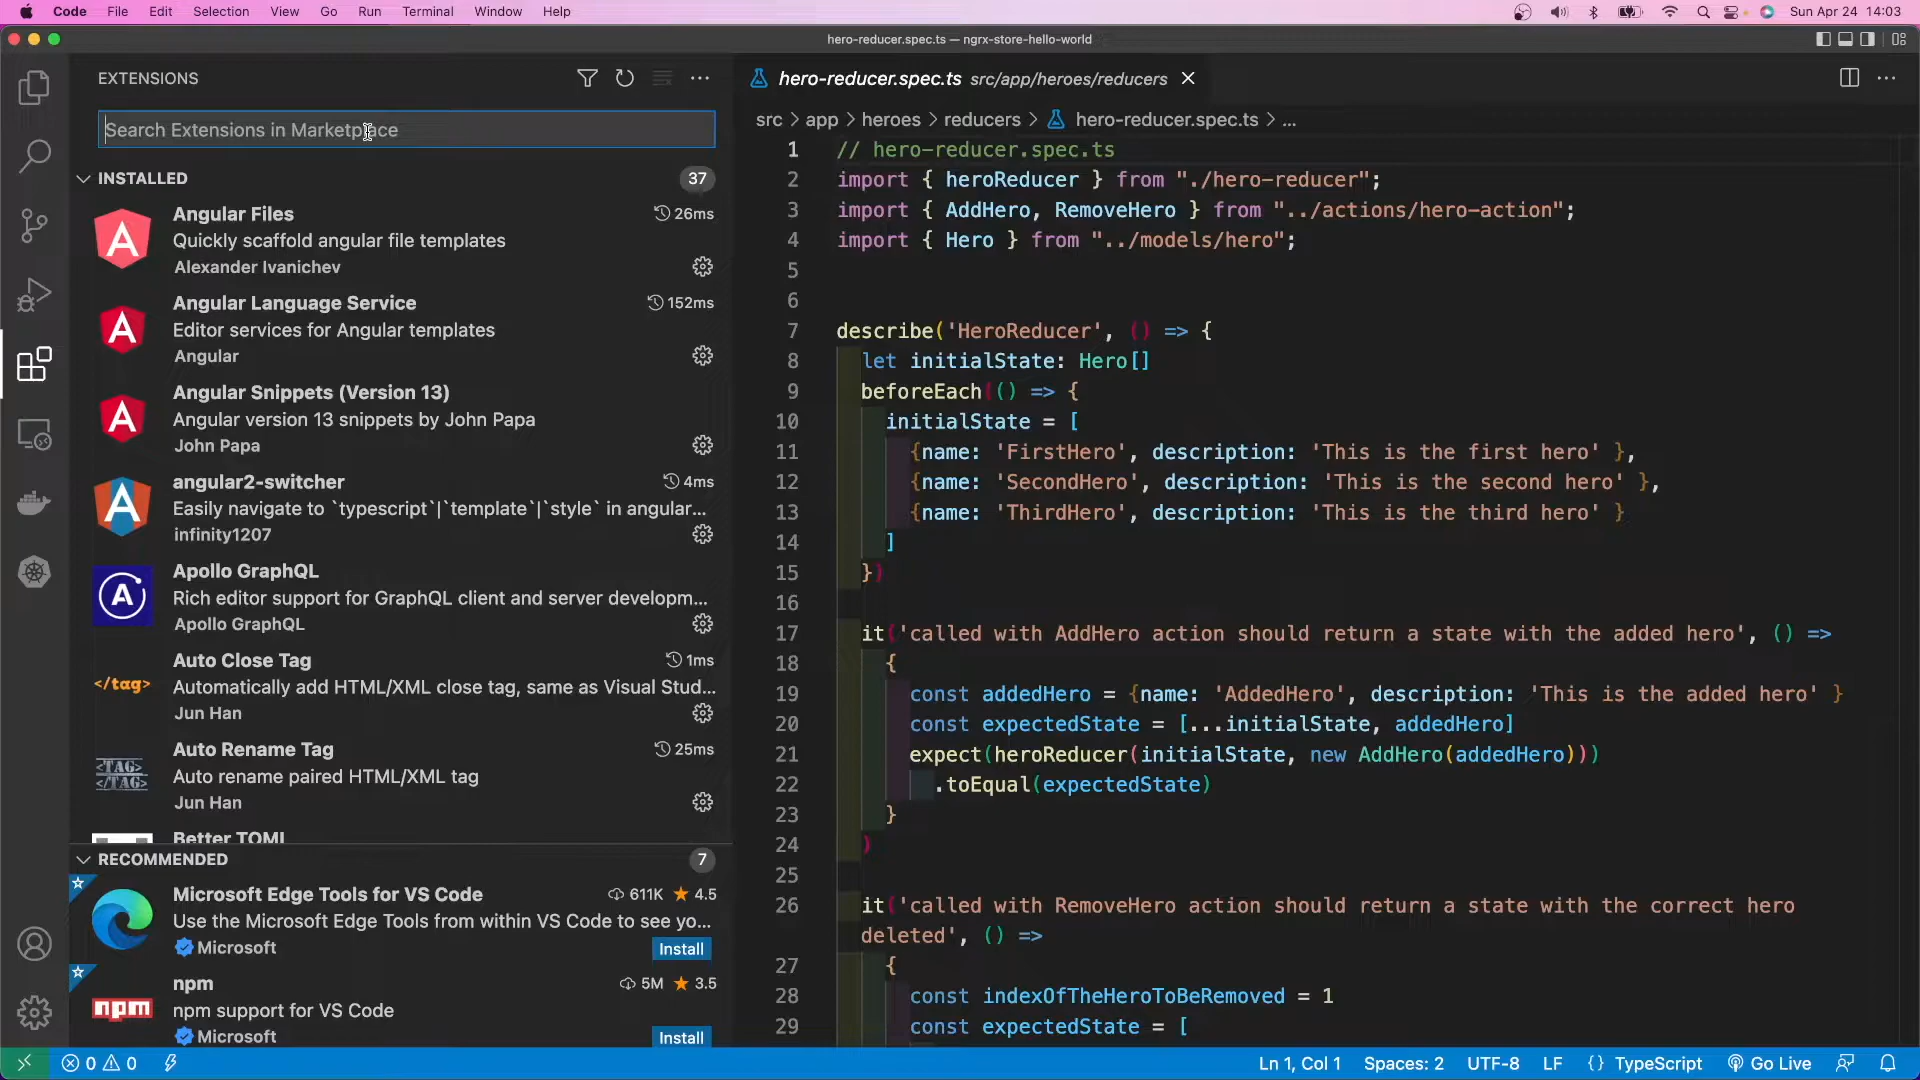 Code File Edit Selection View Go Run Terminal Window Help Sun Apr 24 14:03
hero-reducer.spec.ts — ngrx-store-hello-world
EXTENSIONS
Search Extensions in Marketplace
INSTALLED 37
Angular Files 26ms
Quickly scaffold angular file templates
Alexander Ivanichev
Angular Language Service 152ms
Editor services for Angular templates
Angular
Angular Snippets (Version 13)
Angular version 13 snippets by John Papa
John Papa
angular2-switcher 4ms
Easily navigate to `typescript`|`template`|`style` in angular...
infinity1207
Apollo GraphQL
Rich editor support for GraphQL client and server developm...
Apollo GraphQL
</tag>
Auto Close Tag 1ms
Automatically add HTML/XML close tag, same as Visual Stud...
Jun Han
<TAG>
</TAG>
Auto Rename Tag 25ms
Auto rename paired HTML/XML tag
Jun Han
Better TOML
RECOMMENDED 7
Microsoft Edge Tools for VS Code 611K 4.5
Use the Microsoft Edge Tools from within VS Code to see yo...
Microsoft Install
npm
npm 5M 3.5
npm support for VS Code
Microsoft Install
hero-reducer.spec.ts src/app/heroes/reducers
src > app > heroes > reducers > hero-reducer.spec.ts > ...
1 // hero-reducer.spec.ts
2 import { heroReducer } from "./hero-reducer";
3 import { AddHero, RemoveHero } from "../actions/hero-action";
4 import { Hero } from "../models/hero";
5
6
7 describe('HeroReducer', () => {
8 let initialState: Hero[]
9 beforeEach(() => {
10 initialState = [
11 {name: 'FirstHero', description: 'This is the first hero' },
12 {name: 'SecondHero', description: 'This is the second hero' },
13 {name: 'ThirdHero', description: 'This is the third hero' }
14 ]
15 })
16
17 it('called with AddHero action should return a state with the added hero', () =>
18 {
19 const addedHero = {name: 'AddedHero', description: 'This is the added hero' }
20 const expectedState = [...initialState, addedHero]
21 expect(heroReducer(initialState, new AddHero(addedHero)))
22 .toEqual(expectedState)
23 }
24 )
25
26 it('called with RemoveHero action should return a state with the correct hero
deleted', () =>
27 {
28 const indexOfTheHeroToBeRemoved = 1
29 const expectedState = [
0 0 Ln 1, Col 1 Spaces: 2 UTF-8 LF {} TypeScript Go Live